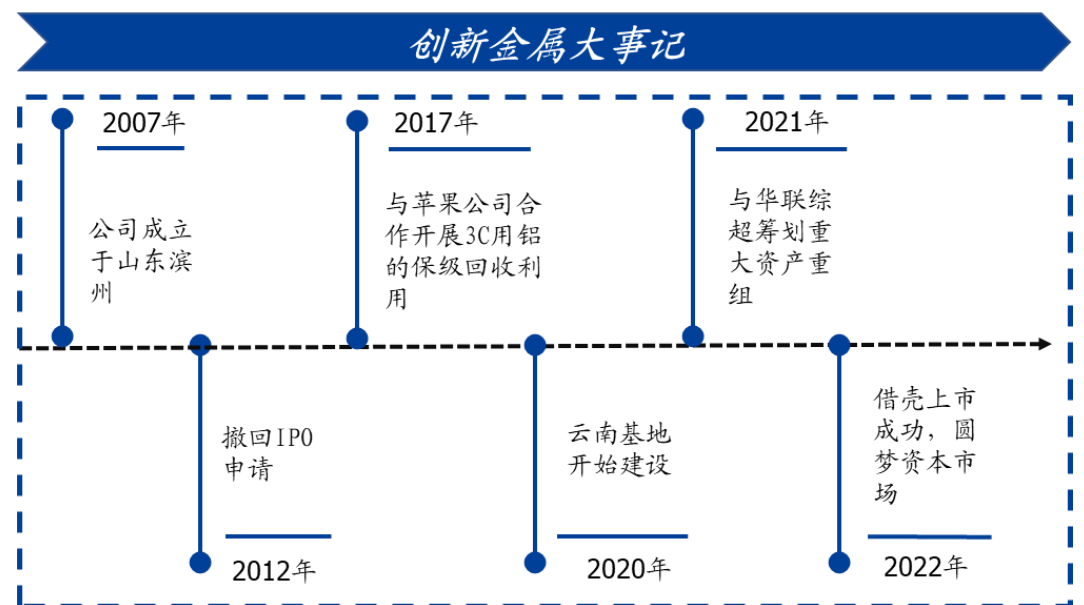 创新金属大事记
2007年
公司成立
于山东滨
州
2017年
与苹果公司合
作开展3C用铝
的保级回收利
用
2021年
与华联综
超筹划重
大资产重
组
撤回IPO
申请
2012年
云南基地
开始建设
2020年
借壳上市
成功，圆
梦资本市
场
2022年